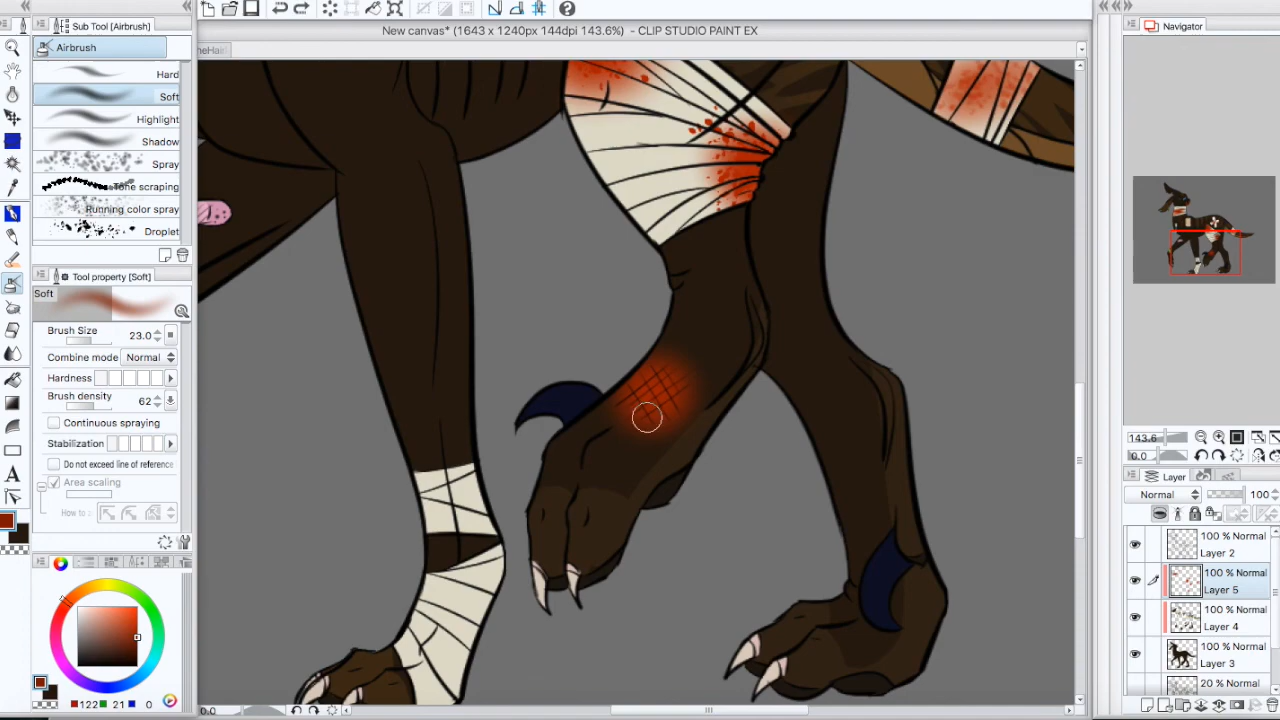 Sub Tool [Airbrush]
New canvas* (1643 x 1240px 144dpi 143.6%) - CLIP STUDIO PAINT EX
Navigator
Airbrush
Hard
Soft
Highlight
Shadow
Spray
Tone scraping
Running color spray
Droplet
Tool property [Soft]
Soft
Brush Size 23.0
Combine mode Normal
Hardness
Brush density 62
Continuous spraying
Stabilization
Do not exceed line of reference
Area scaling
How to
A
122 21 0
0.0
143.6
0.0
Layer
Normal 100
100 % Normal
Layer 2
100 % Normal
Layer 5
100 % Normal
Layer 4
100 % Normal
Layer 3
20 % Normal